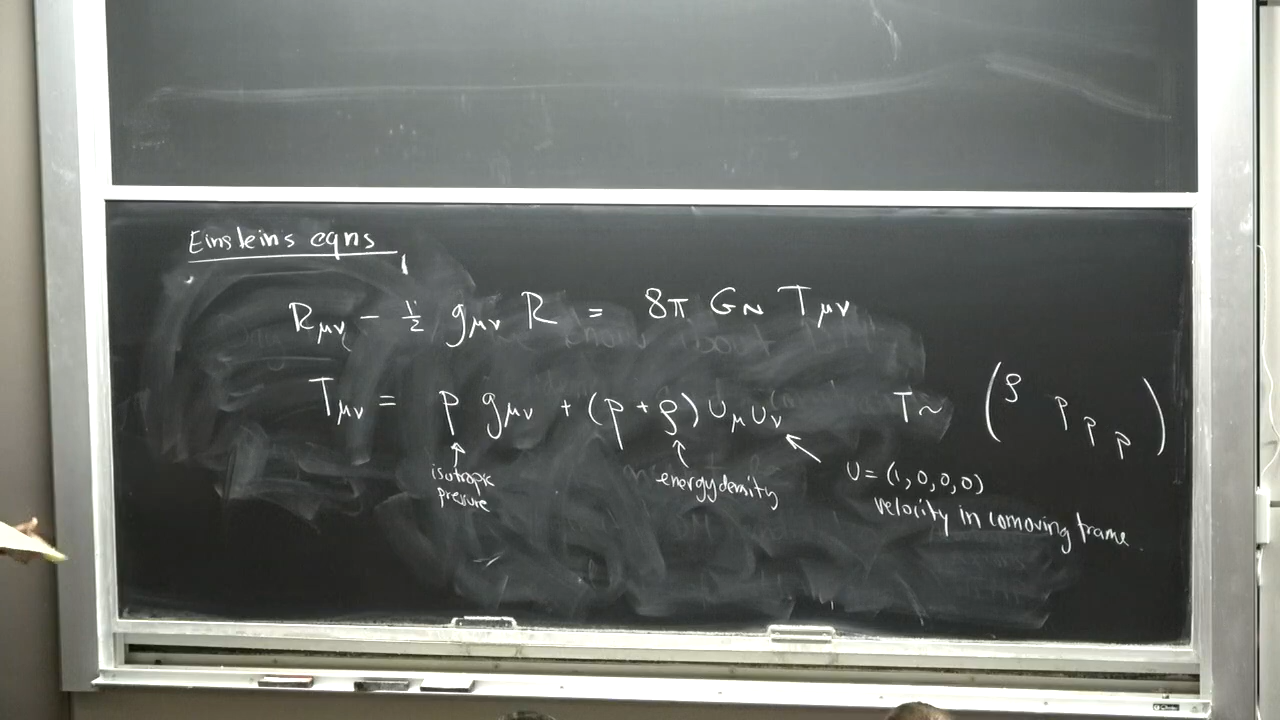 Einstein's eqns
R_μν - 1/2 g_μν R = 8π G_N T_μν
T_μν = p g_μν + (p + ρ) U_μ U_ν
T ~ ( ρ p p p )
isotropic pressure
energy density
U = (1, 0, 0, 0)
velocity in comoving frame.